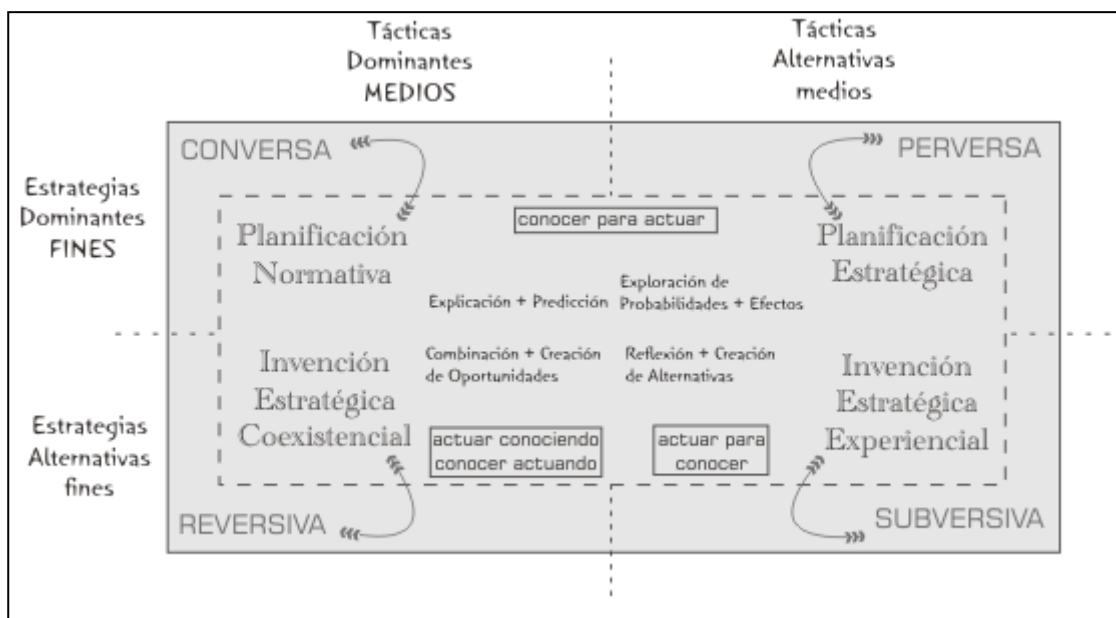 Tácticas
Dominantes
MEDIOS
Tácticas
Alternativas
medios
CONVERSA
PERVERSA
Estrategias
Dominantes
FINES
conocer para actuar
Planificación
Normativa
Planificación
Estratégica
Explicación + Predicción
Exploración de
Probabilidades + Efectos
Combinación + Creación
de Oportunidades
Reflexión + Creación
de Alternativas
Invención
Estratégica
Coexistencial
Invención
Estratégica
Experiencial
Estrategias
Alternativas
fines
actuar conociendo
conocer actuando
actuar para
conocer
REVERSIVA
SUBVERSIVA